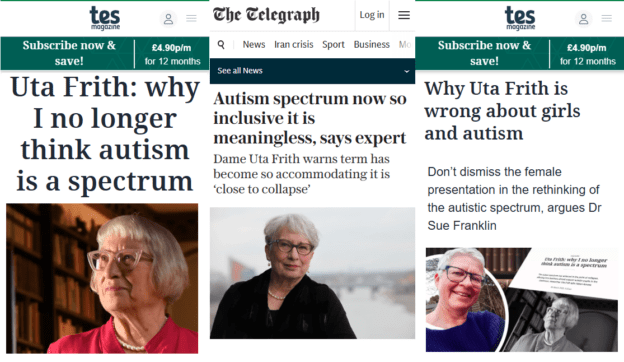 tes
magazine
Subscribe now &
save!
£4.90p/m
for 12 months
Uta Frith: why
I no longer
think autism
is a spectrum
The Telegraph
Log in
News Iran crisis Sport Business Mo
See all News
Autism spectrum now so
inclusive it is
meaningless, says expert
Dame Uta Frith warns term has
become so accommodating it is
‘close to collapse’
tes
magazine
Subscribe now &
save!
£4.90p/m
for 12 months
Why Uta Frith is
wrong about girls
and autism
Don’t dismiss the female
presentation in the rethinking of
the autistic spectrum, argues Dr
Sue Franklin
Uta Frith: why I no longer
think autism is a spectrum